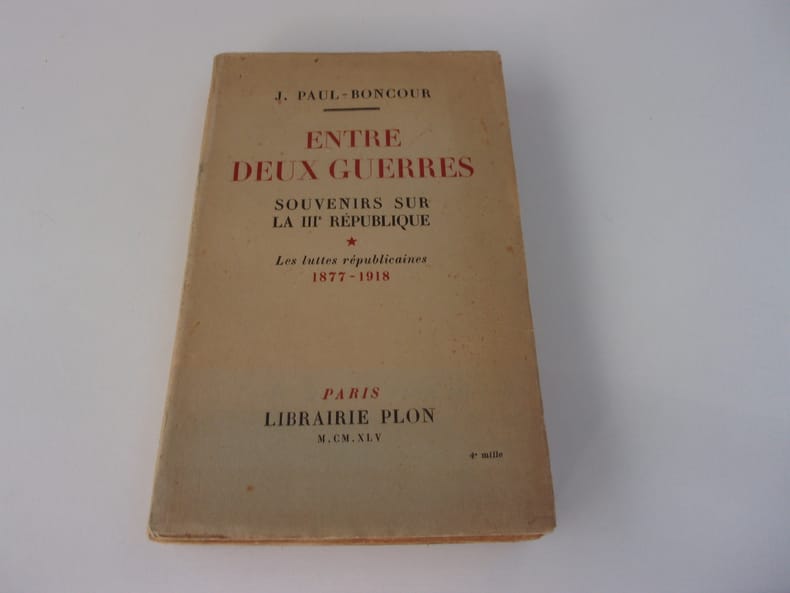 J. PAUL-BONCOUR
ENTRE
DEUX GUERRES
SOUVENIRS SUR
LA IIIᵉ RÉPUBLIQUE
★
Les luttes républicaines
1877-1918
PARIS
LIBRAIRIE PLON
M.CM.XLV
4ᵉ mille